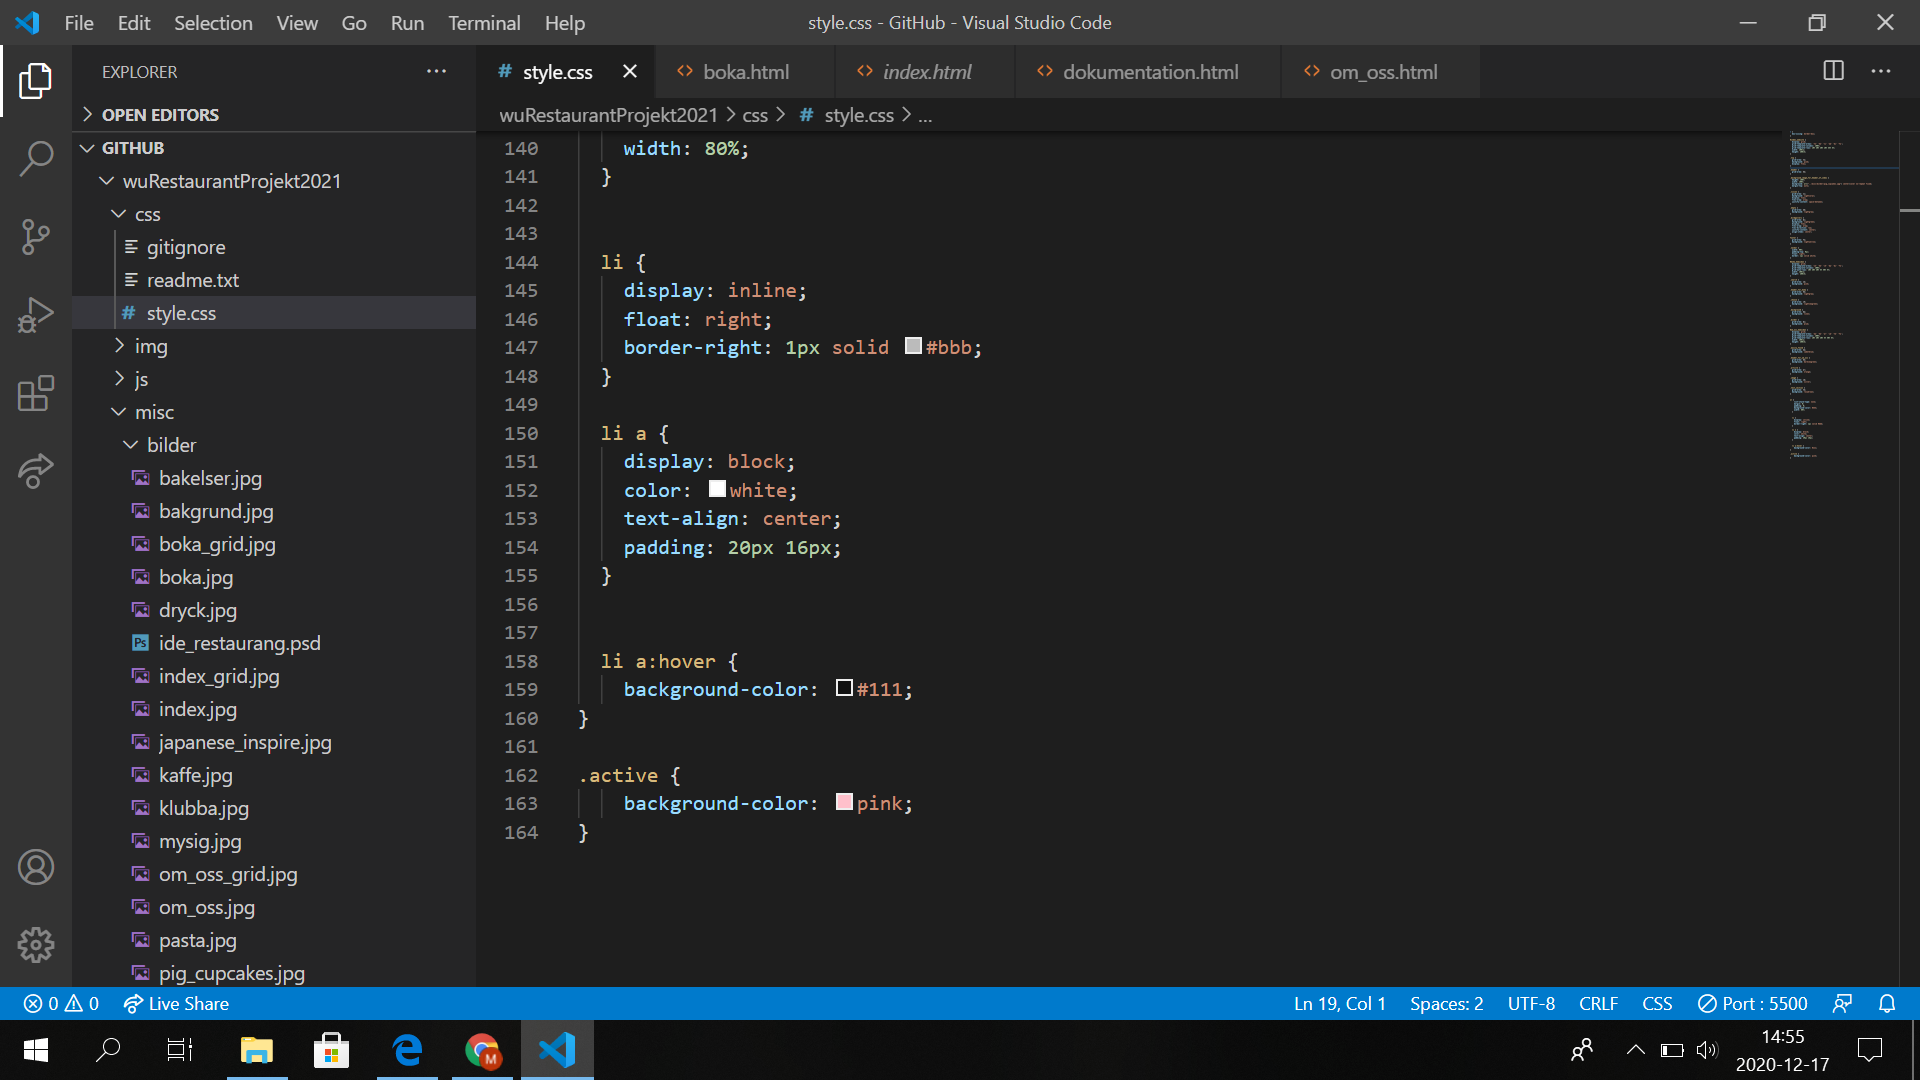 File Edit Selection View Go Run Terminal Help
style.css - GitHub - Visual Studio Code
EXPLORER
OPEN EDITORS
GITHUB
wuRestaurantProjekt2021
css
gitignore
readme.txt
# style.css
img
js
misc
bilder
bakelser.jpg
bakgrund.jpg
boka_grid.jpg
boka.jpg
dryck.jpg
Ps ide_restaurang.psd
index_grid.jpg
index.jpg
japanese_inspire.jpg
kaffe.jpg
klubba.jpg
mysig.jpg
om_oss_grid.jpg
om_oss.jpg
pasta.jpg
pig_cupcakes.jpg
# style.css <> boka.html <> index.html <> dokumentation.html <> om_oss.html
wuRestaurantProjekt2021 > css > # style.css > ...
140 width: 80%;
141 }
142
143
144 li {
145 display: inline;
146 float: right;
147 border-right: 1px solid #bbb;
148 }
149
150 li a {
151 display: block;
152 color: white;
153 text-align: center;
154 padding: 20px 16px;
155 }
156
157
158 li a:hover {
159 background-color: #111;
160 }
161
162 .active {
163 background-color: pink;
164 }
0 0 Live Share
Ln 19, Col 1 Spaces: 2 UTF-8 CRLF CSS Port : 5500
M
14:55
2020-12-17